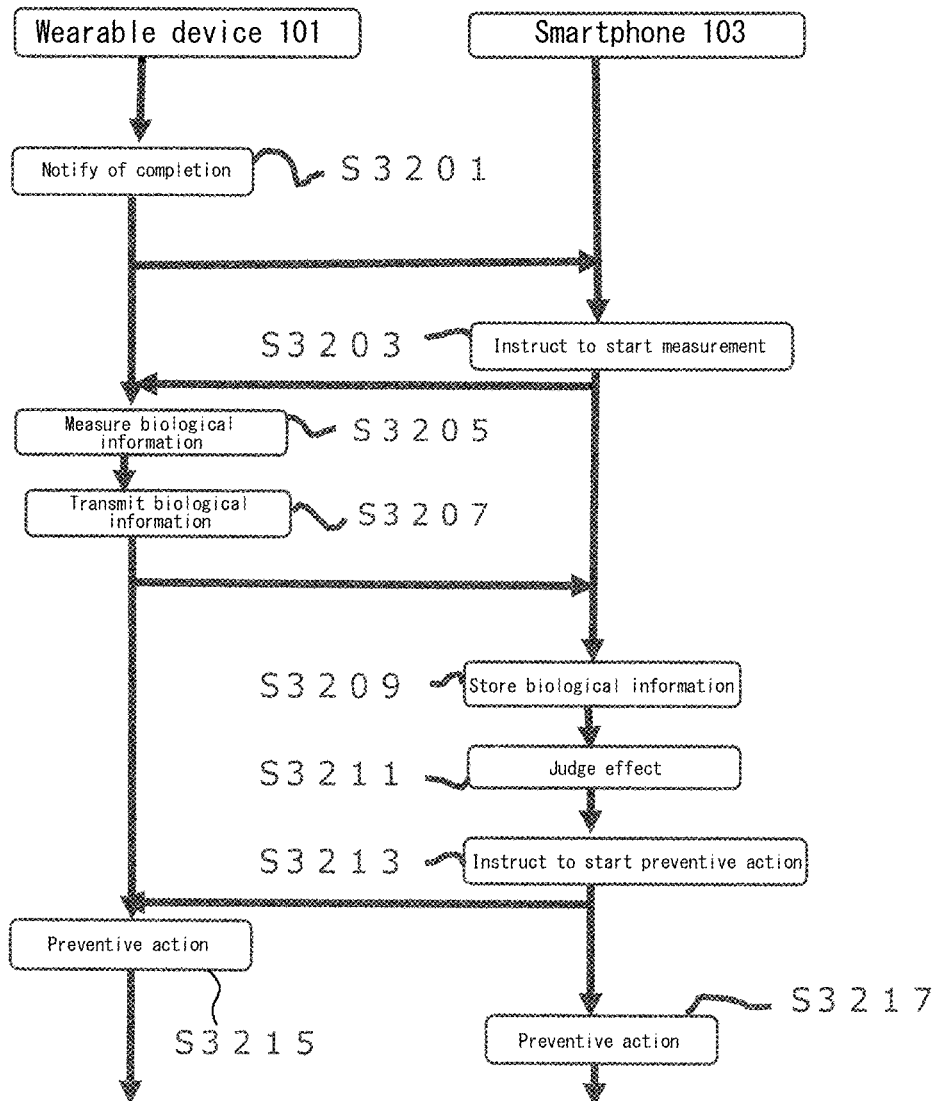 Wearable device 101
Smartphone 103
Notify of completion
S3201
S3203
Instruct to start measurement
Measure biological
information
S3205
Transmit biological
information
S3207
S3209
Store biological information
S3211
Judge effect
S3213
Instruct to start preventive action
Preventive action
S3215
S3217
Preventive action